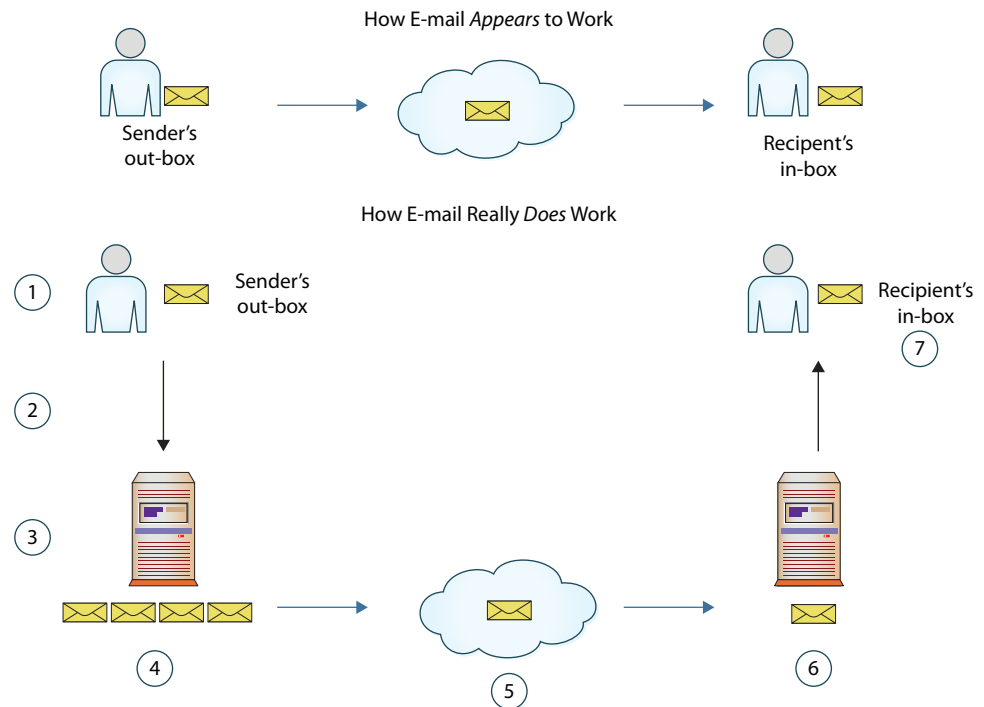 How E-mail Appears to Work
Sender's
out-box
Recipent's
in-box
How E-mail Really Does Work
1
Sender's
out-box
Recipient's
in-box
7
2
3
4
5
6